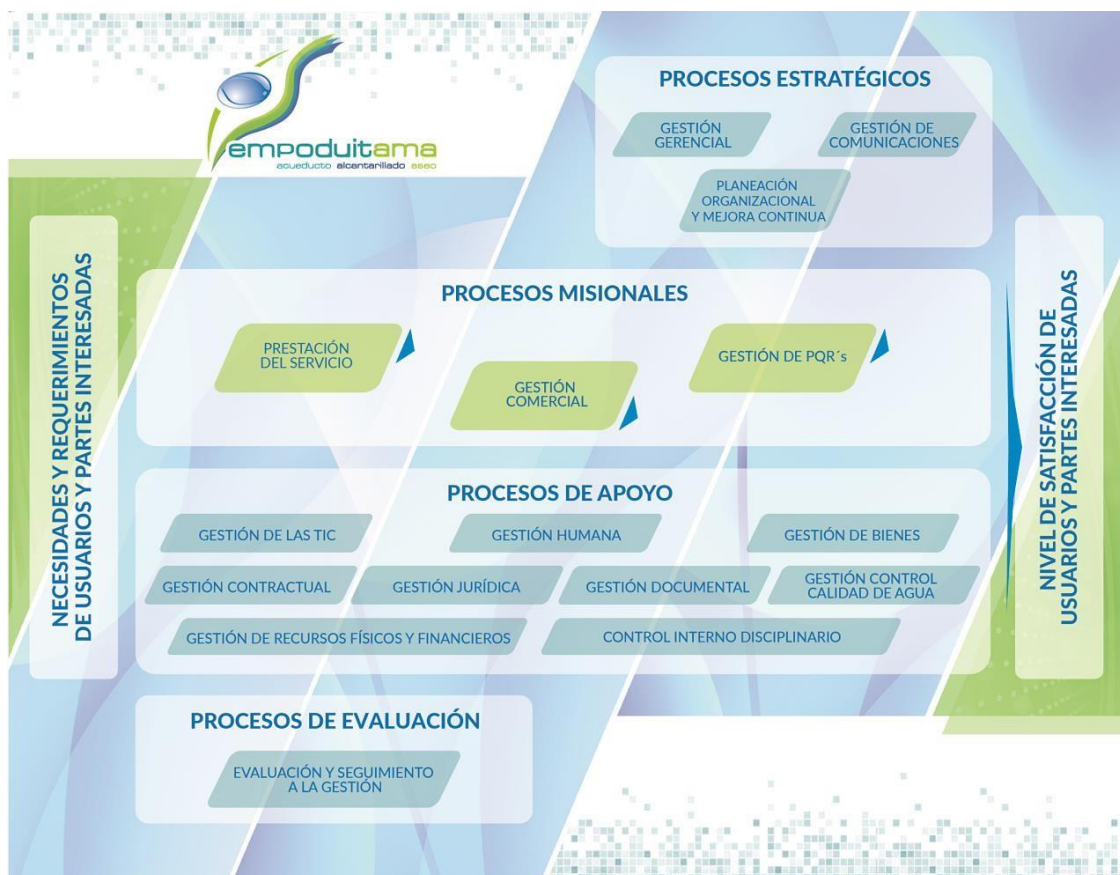 empoduitama
acueducto alcantarillado aseo
PROCESOS ESTRATÉGICOS
GESTIÓN
GERENCIAL
GESTIÓN DE
COMUNICACIONES
PLANEACIÓN
ORGANIZACIONAL
Y MEJORA CONTINUA
NECESIDADES Y REQUERIMIENTOS
DE USUARIOS Y PARTES INTERESADAS
PROCESOS MISIONALES
PRESTACIÓN
DEL SERVICIO
GESTIÓN
COMERCIAL
GESTIÓN DE PQR´s
PROCESOS DE APOYO
GESTIÓN DE LAS TIC
GESTIÓN HUMANA
GESTIÓN DE BIENES
GESTIÓN CONTRACTUAL
GESTIÓN JURÍDICA
GESTIÓN DOCUMENTAL
GESTIÓN CONTROL
CALIDAD DE AGUA
GESTIÓN DE RECURSOS FÍSICOS Y FINANCIEROS
CONTROL INTERNO DISCIPLINARIO
PROCESOS DE EVALUACIÓN
EVALUACIÓN Y SEGUIMIENTO
A LA GESTIÓN
NIVEL DE SATISFACCIÓN DE
USUARIOS Y PARTES INTERESADAS